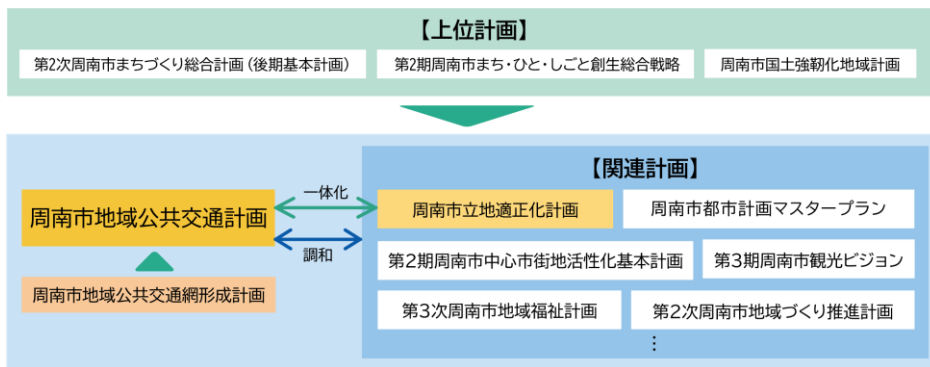 【上位計画】
第2次周南市まちづくり総合計画（後期基本計画）
第2期周南市まち・ひと・しごと創生総合戦略
周南市国土強靱化地域計画
【関連計画】
周南市地域公共交通計画
一体化
調和
周南市地域公共交通網形成計画
周南市立地適正化計画
周南市都市計画マスタープラン
第2期周南市中心市街地活性化基本計画
第3期周南市観光ビジョン
第3次周南市地域福祉計画
第2次周南市地域づくり推進計画
⋮